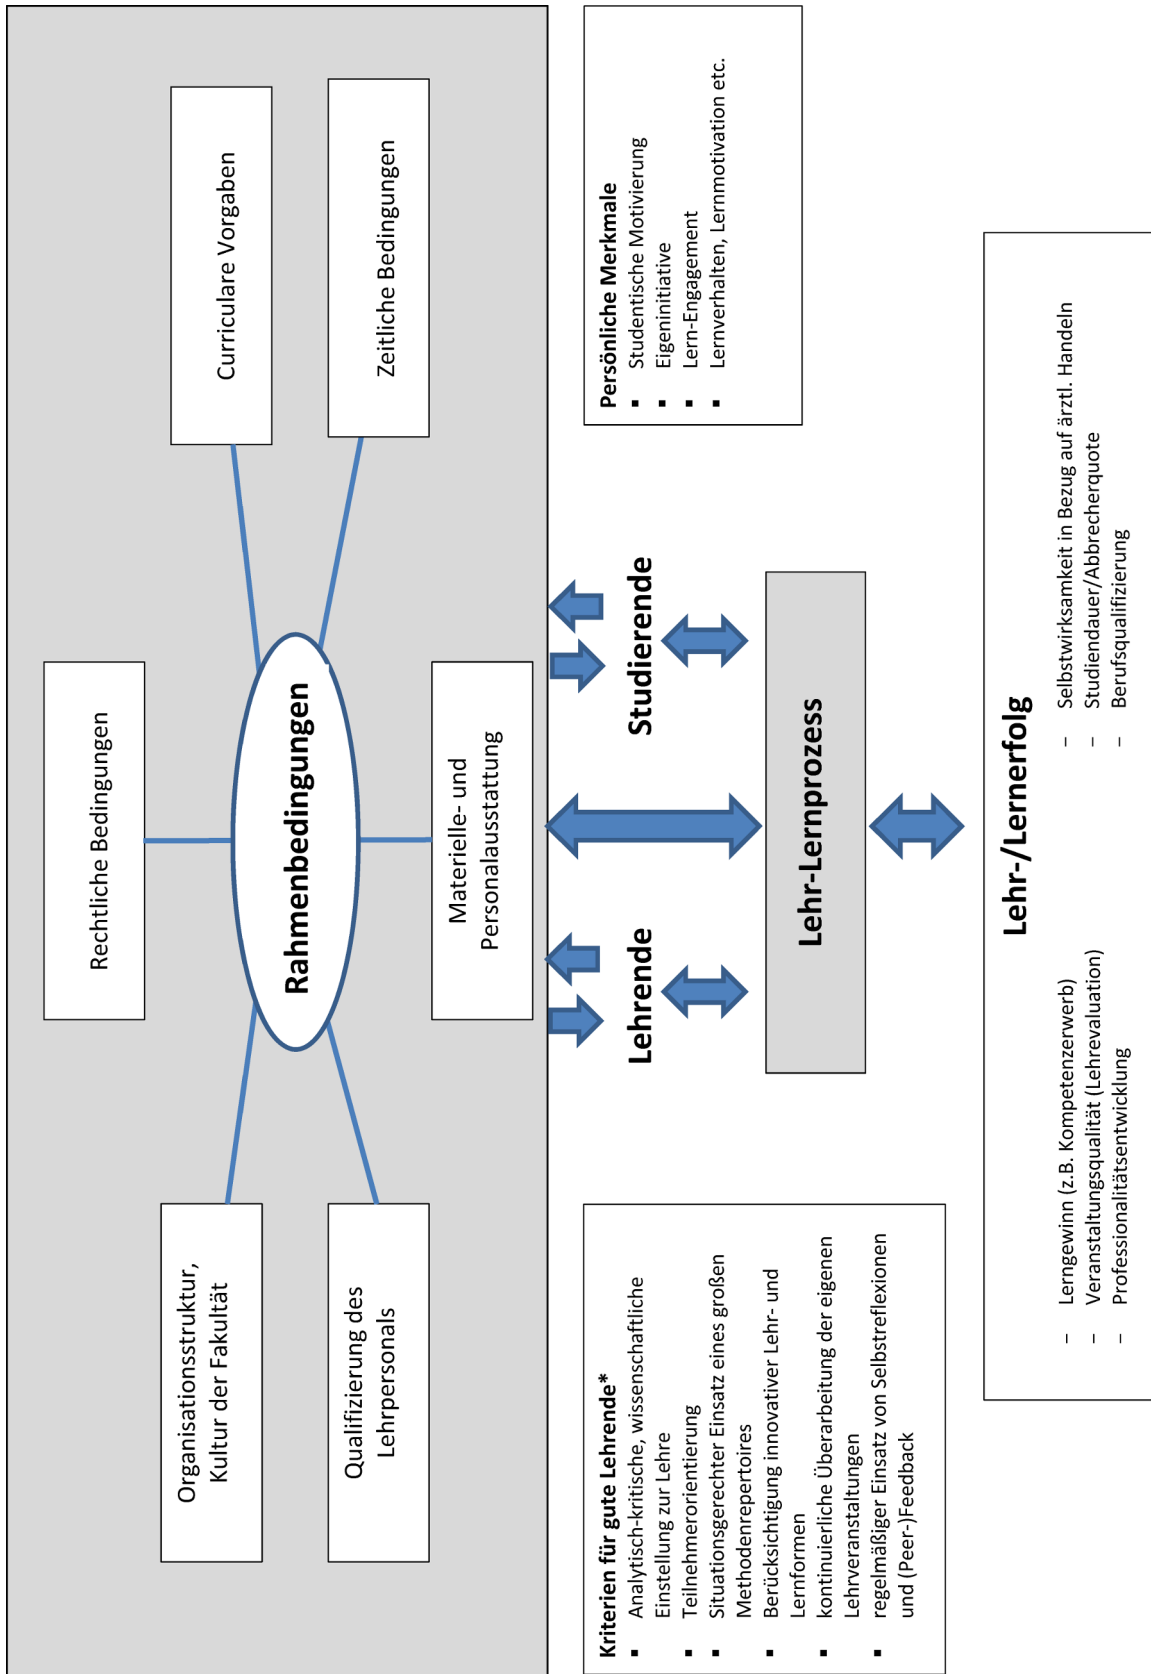 Rechtliche Bedingungen
Organisationsstruktur,
Kultur der Fakultät
Curriculare Vorgaben
Rahmenbedingungen
Qualifizierung des
Lehrpersonals
Zeitliche Bedingungen
Materielle- und
Personalausstattung
Kriterien für gute Lehrende*
▪ Analytisch-kritische, wissenschaftliche
Einstellung zur Lehre
▪ Teilnehmerorientierung
▪ Situationsgerechter Einsatz eines großen
Methodenrepertoires
▪ Berücksichtigung innovativer Lehr- und
Lernformen
▪ kontinuierliche Überarbeitung der eigenen
Lehrveranstaltungen
▪ regelmäßiger Einsatz von Selbstreflexionen
und (Peer-)Feedback
Lehrende
Studierende
Persönliche Merkmale
▪ Studentische Motivierung
▪ Eigeninitiative
▪ Lern-Engagement
▪ Lernverhalten, Lernmotivation etc.
Lehr-Lernprozess
Lehr-/Lernerfolg
– Lerngewinn (z.B. Kompetenzerwerb)
– Veranstaltungsqualität (Lehrevaluation)
– Professionalitätsentwicklung
– Selbstwirksamkeit in Bezug auf ärztl. Handeln
– Studiendauer/Abbrecherquote
– Berufsqualifizierung